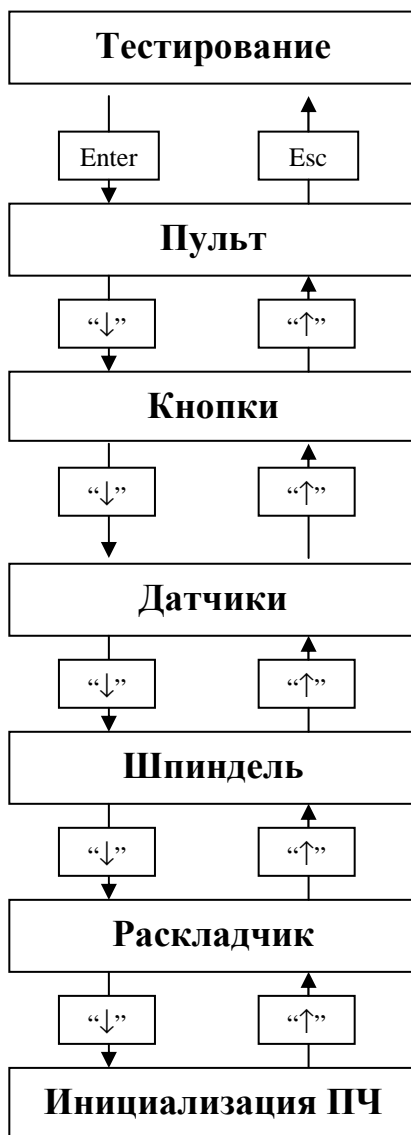 Тестирование
Enter Esc
Пульт
“↓” “↑”
Кнопки
“↓” “↑”
Датчики
“↓” “↑”
Шпиндель
“↓” “↑”
Раскладчик
“↓” “↑”
Инициализация ПЧ